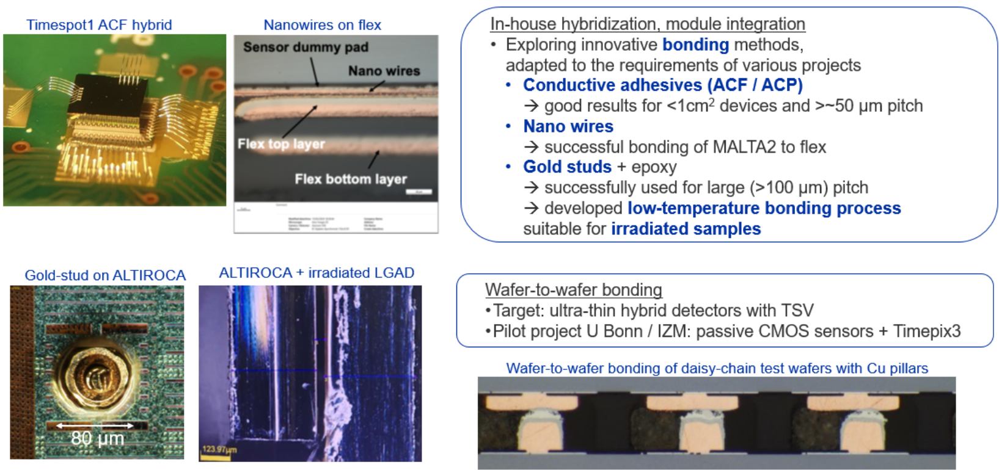 Timespot1 ACF hybrid
Nanowires on flex
Sensor dummy pad
Nano wires
Flex top layer
Flex bottom layer
In-house hybridization, module integration
• Exploring innovative bonding methods,
adapted to the requirements of various projects
• Conductive adhesives (ACF / ACP)
→ good results for <1cm² devices and >~50 μm pitch
• Nano wires
→ successful bonding of MALTA2 to flex
• Gold studs + epoxy
→ successfully used for large (>100 μm) pitch
→ developed low-temperature bonding process
suitable for irradiated samples
Gold-stud on ALTIROCA
80 μm
ALTIROCA + irradiated LGAD
123.97μm
Wafer-to-wafer bonding
•Target: ultra-thin hybrid detectors with TSV
•Pilot project U Bonn / IZM: passive CMOS sensors + Timepix3
Wafer-to-wafer bonding of daisy-chain test wafers with Cu pillars